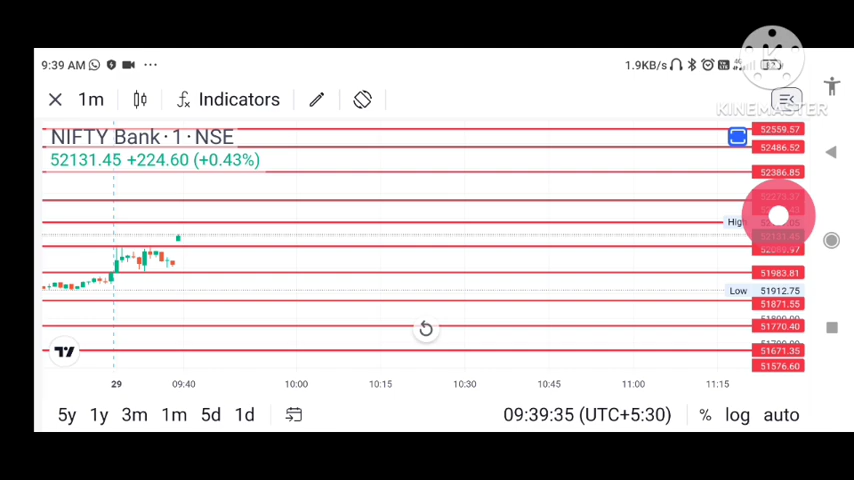 9:39 AM ...
1.9KB/s
KINEMASTER
1m Indicators
NIFTY Bank · 1 · NSE
52131.45 +224.60 (+0.43%)
52559.57
52486.52
52386.85
High
52131.45
51983.81
Low 51912.75
51871.55
51770.40
51671.35
51576.60
29 09:40 10:00 10:15 10:30 10:45 11:00 11:15
5y 1y 3m 1m 5d 1d 09:39:35 (UTC+5:30) % log auto